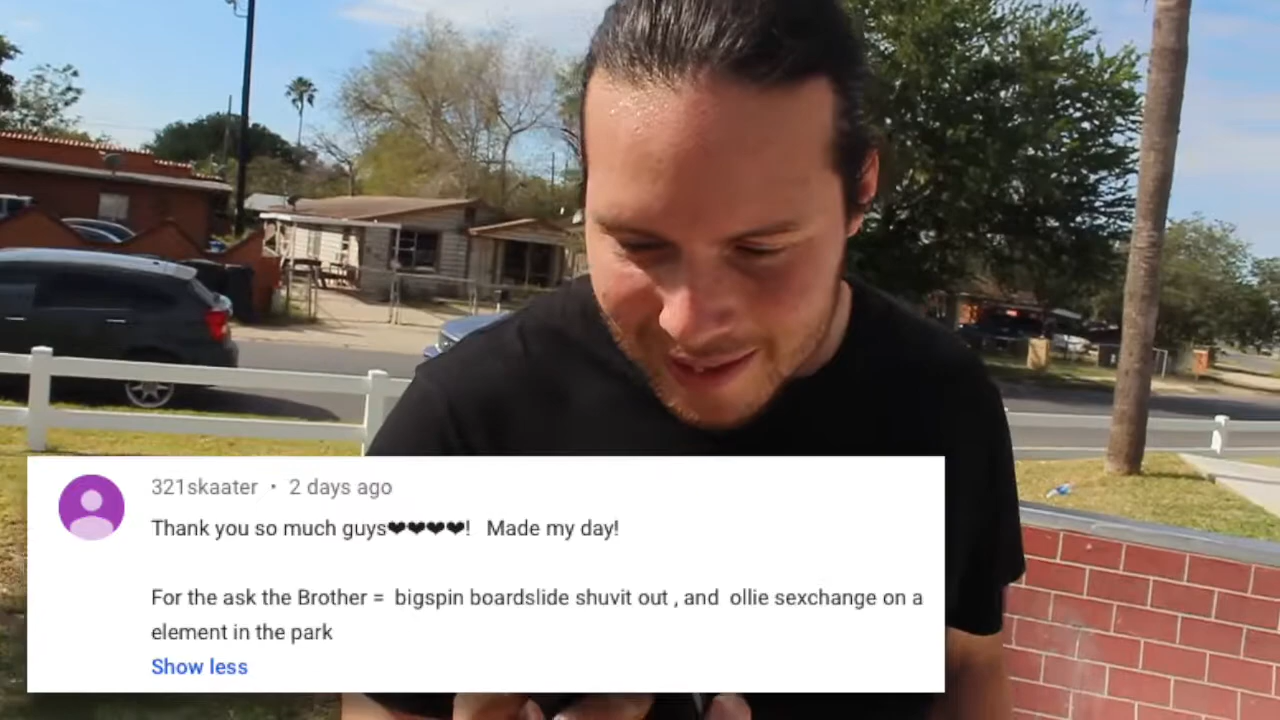 321skaater • 2 days ago
Thank you so much guys❤❤❤❤!   Made my day!
For the ask the Brother =  bigspin boardslide shuvit out , and  ollie sexchange on a
element in the park
Show less